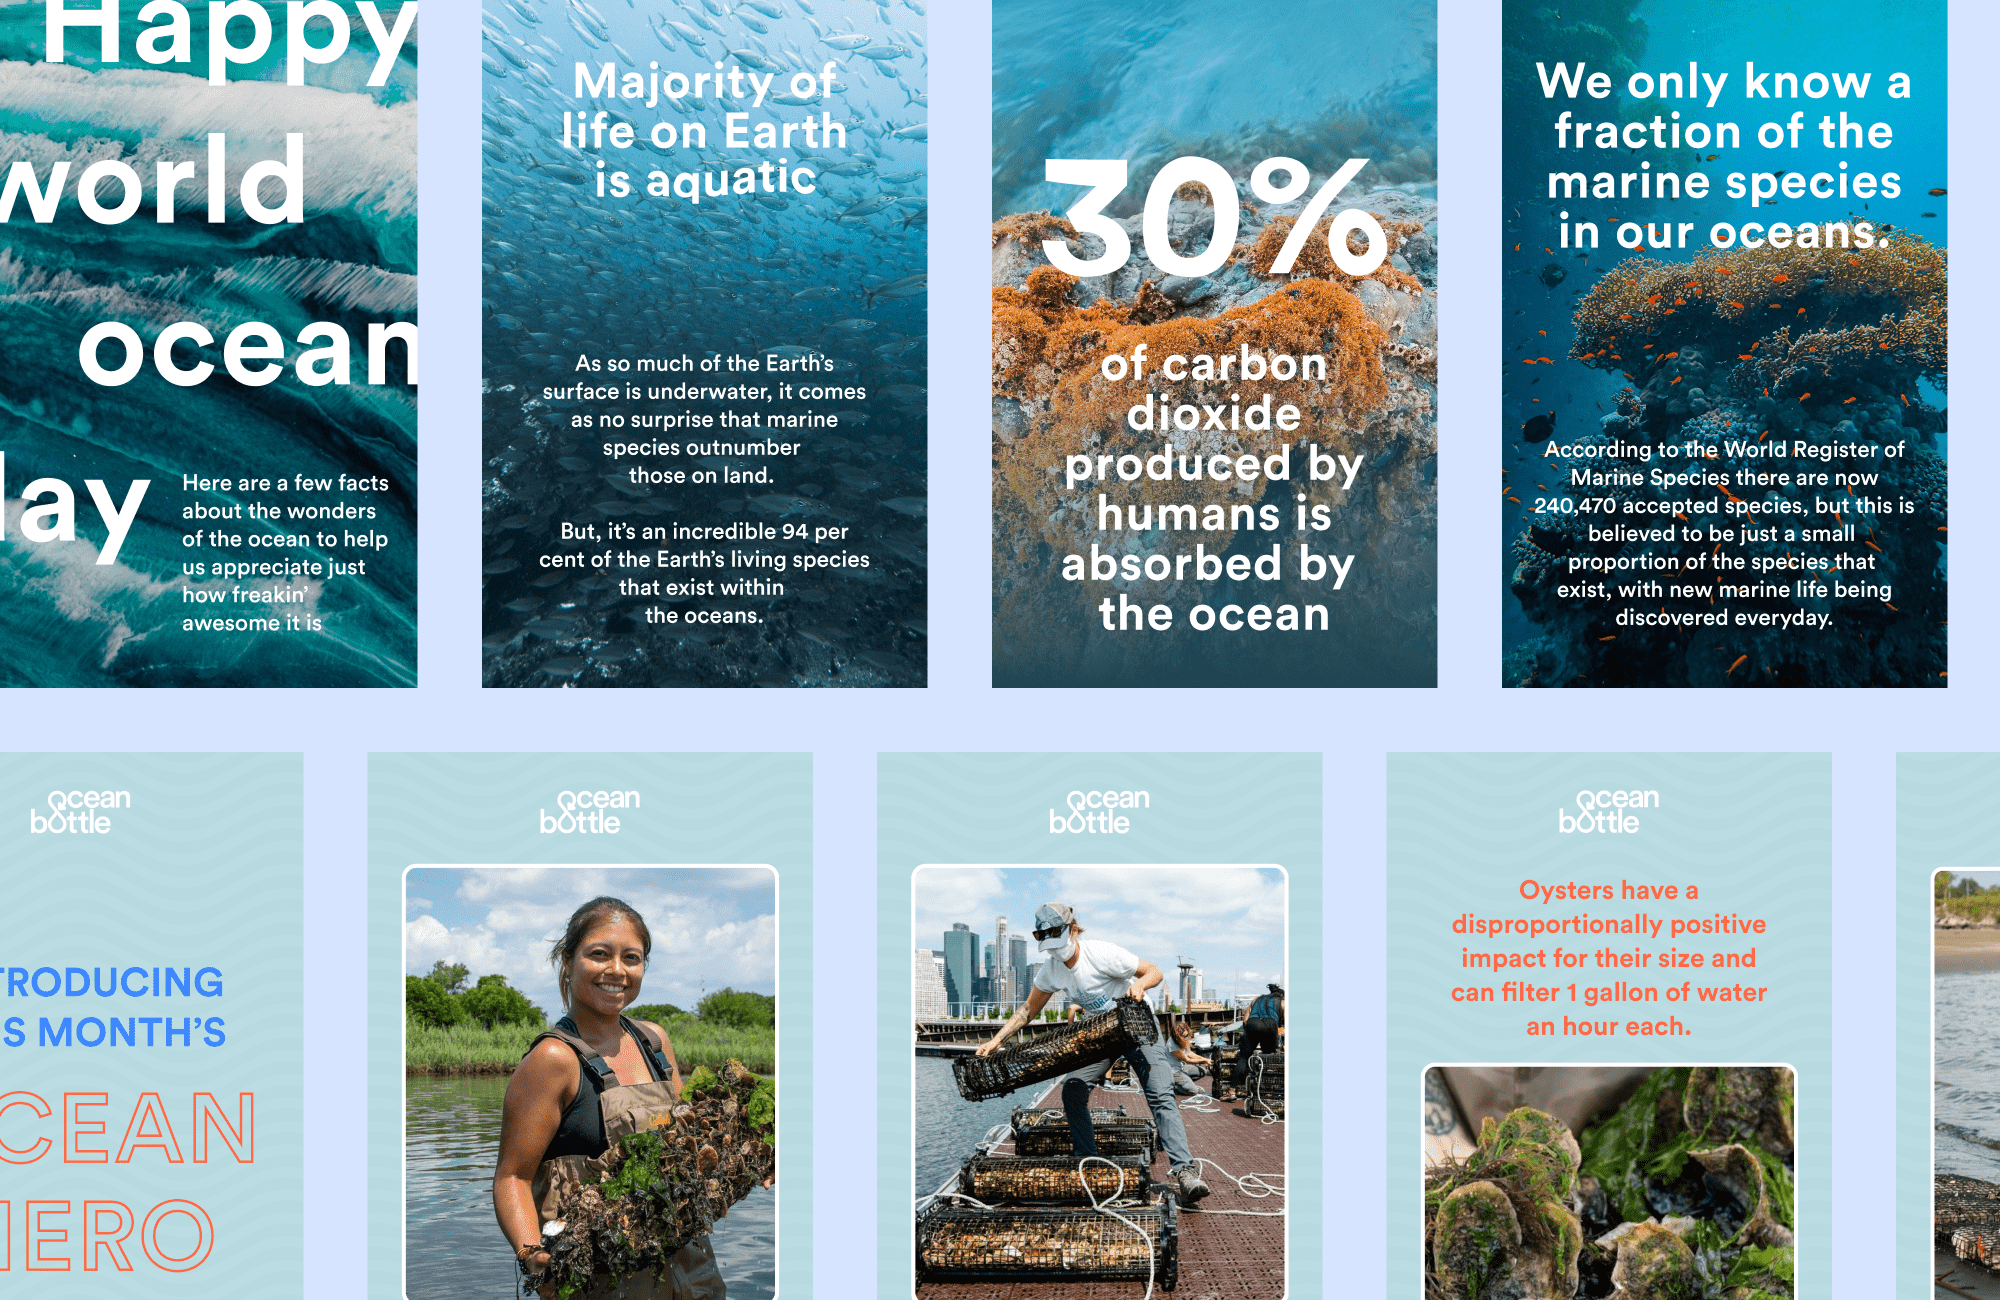 Happy
world
ocean
day
Here are a few facts
about the wonders
of the ocean to help
us appreciate just
how freakin'
awesome it is
Majority of
life on Earth
is aquatic
As so much of the Earth's
surface is underwater, it comes
as no surprise that marine
species outnumber
those on land.
But, it's an incredible 94 per
cent of the Earth's living species
that exist within
the oceans.
30%
of carbon
dioxide
produced by
humans is
absorbed by
the ocean
We only know a
fraction of the
marine species
in our oceans.
According to the World Register of
Marine Species there are now
240,470 accepted species, but this is
believed to be just a small
proportion of the species that
exist, with new marine life being
discovered everyday.
ocean
bottle
TRODUCING
S MONTH'S
CEAN
HERO
ocean
bottle
ocean
bottle
ocean
bottle
Oysters have a
disproportionally positive
impact for their size and
can filter 1 gallon of water
an hour each.